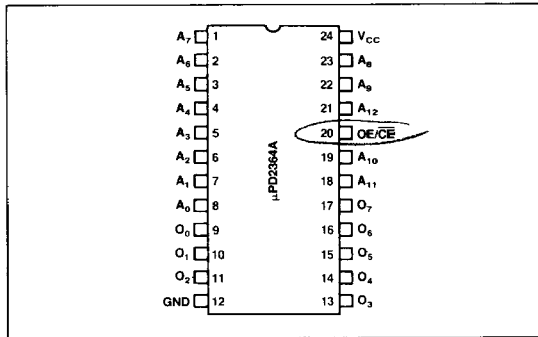 A7 1 24 VCC
A6 2 23 A8
A5 3 22 A9
A4 4 21 A12
A3 5 20 OE/C̅E̅
A2 6 19 A10
A1 7 18 A11
A0 8 17 O7
O0 9 16 O6
O1 10 15 O5
O2 11 14 O4
GND 12 13 O3
μPD2364A